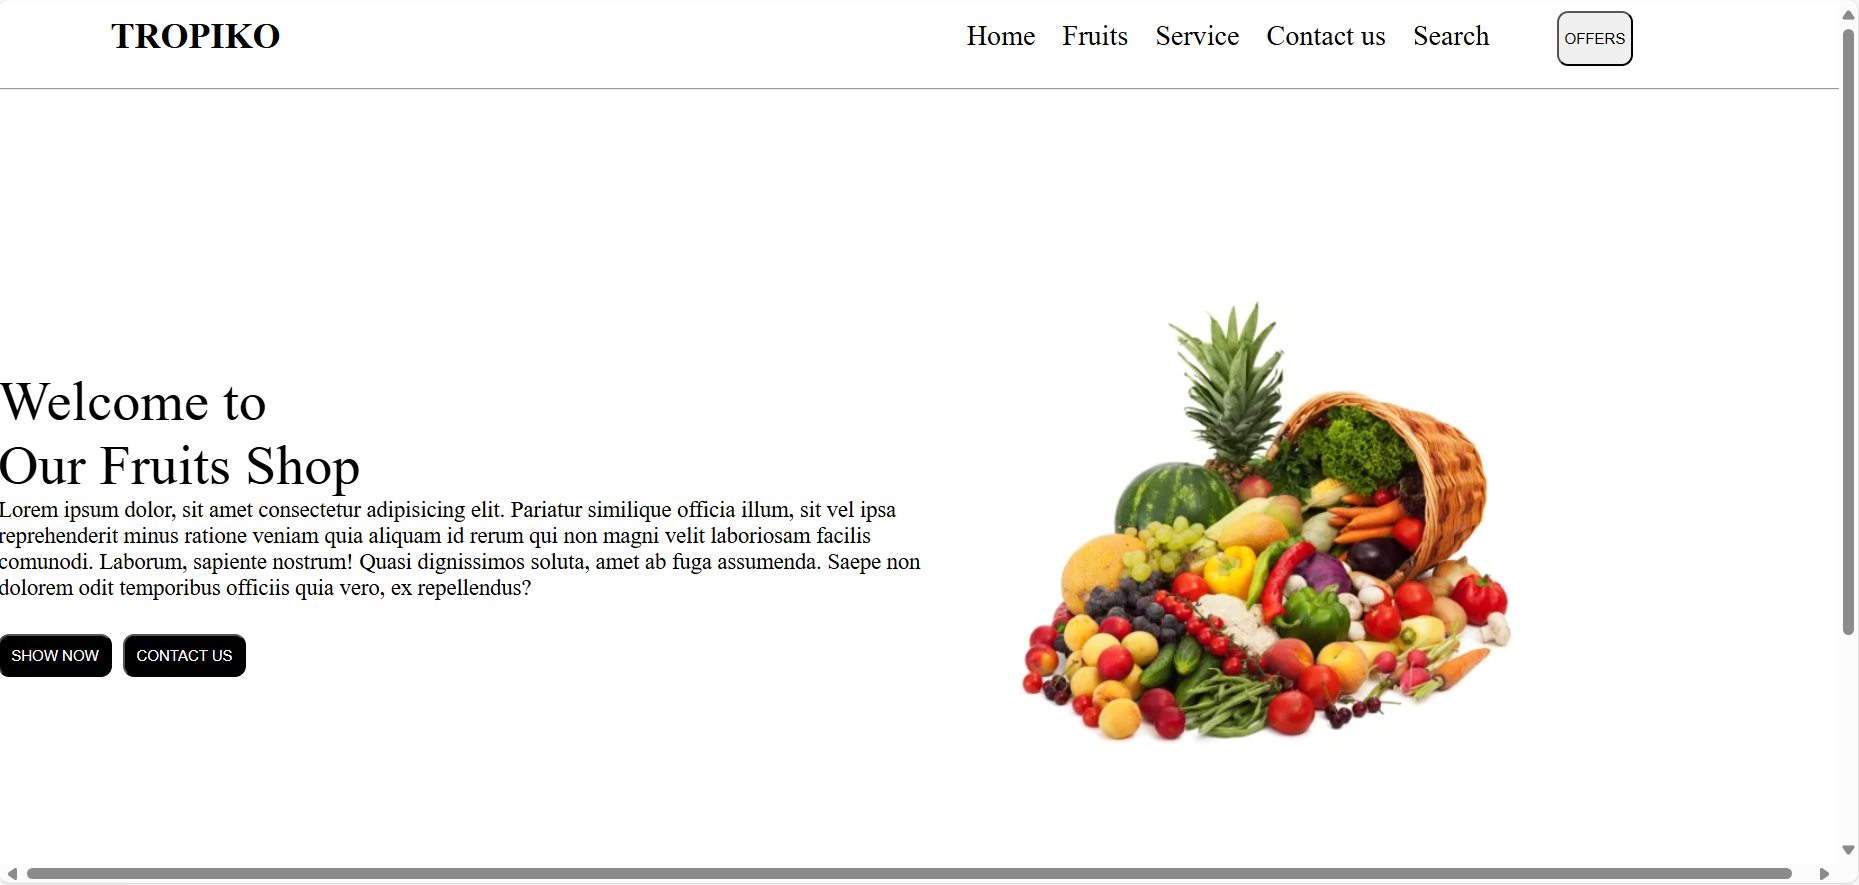 TROPIKO
Home Fruits Service Contact us Search OFFERS
Welcome to
Our Fruits Shop
Lorem ipsum dolor, sit amet consectetur adipisicing elit. Pariatur similique officia illum, sit vel ipsa
reprehenderit minus ratione veniam quia aliquam id rerum qui non magni velit laboriosam facilis
comunodi. Laborum, sapiente nostrum! Quasi dignissimos soluta, amet ab fuga assumenda. Saepe non
dolorem odit temporibus officiis quia vero, ex repellendus?
SHOW NOW CONTACT US